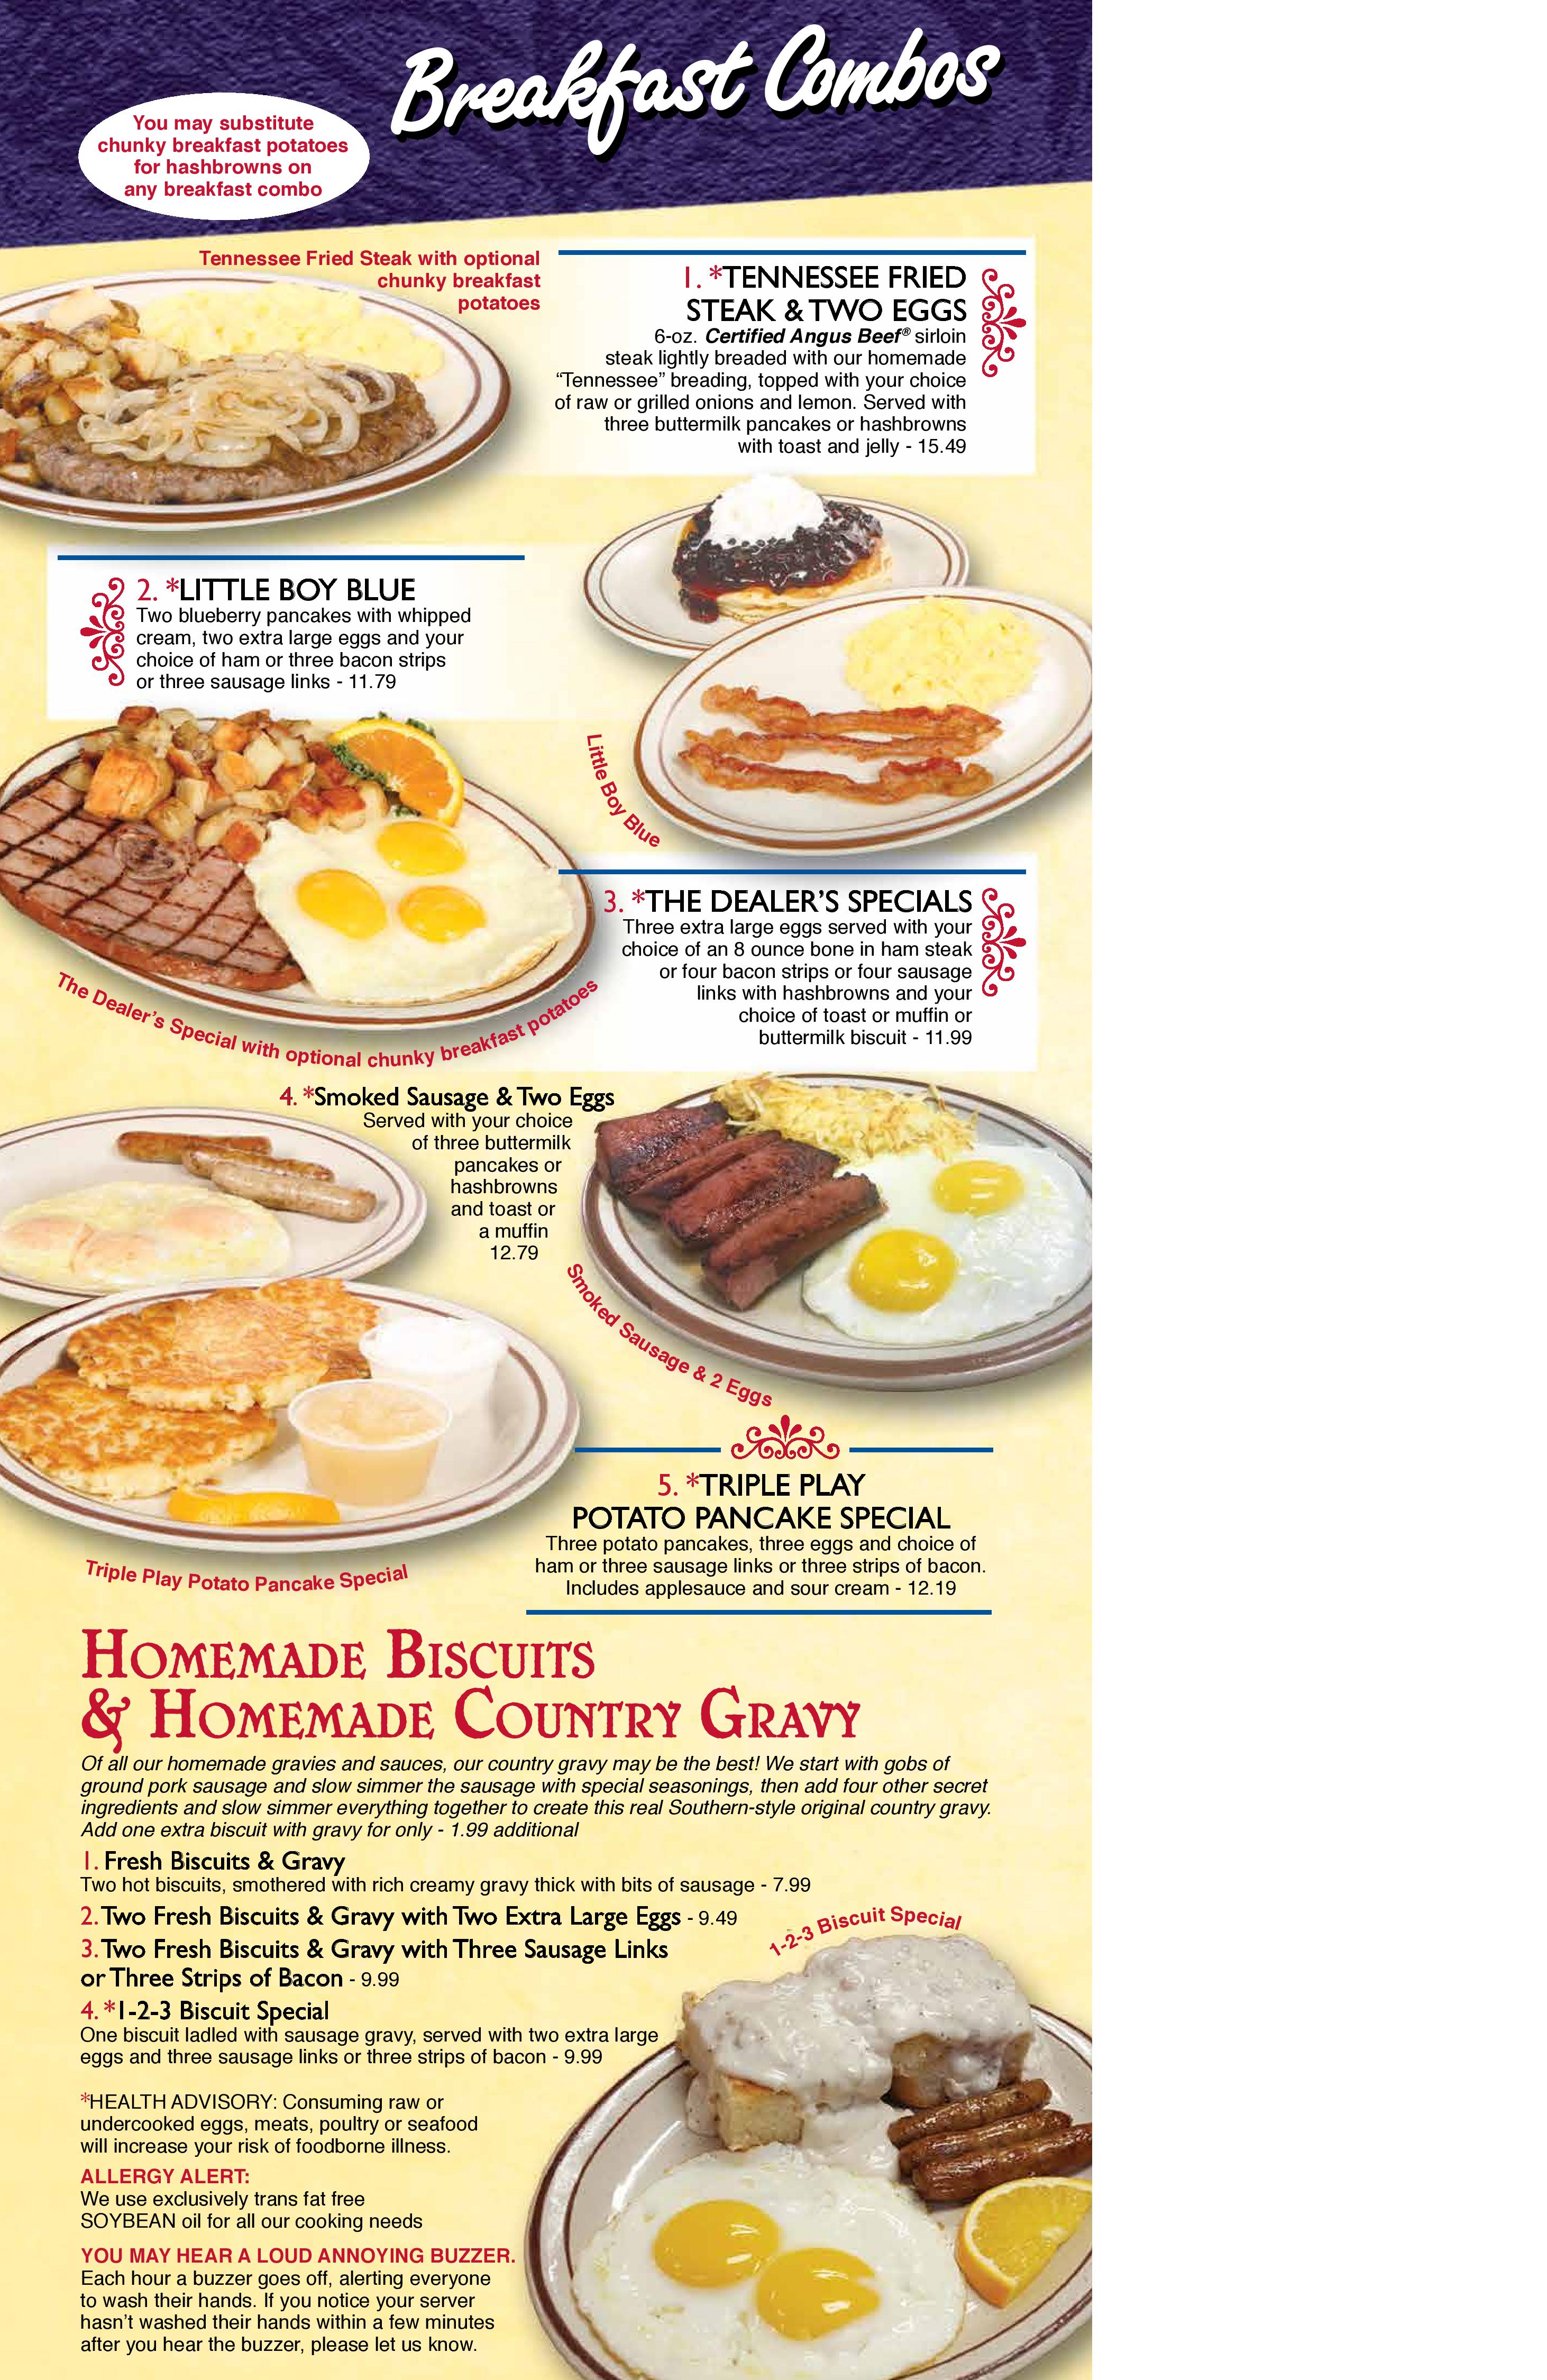 Breakfast Combos
You may substitute
chunky breakfast potatoes
for hashbrowns on
any breakfast combo
Tennessee Fried Steak with optional
chunky breakfast
potatoes
1. *TENNESSEE FRIED
STEAK & TWO EGGS
6-oz. Certified Angus Beef® sirloin
steak lightly breaded with our homemade
“Tennessee” breading, topped with your choice
of raw or grilled onions and lemon. Served with
three buttermilk pancakes or hashbrowns
with toast and jelly - 15.49
2. *LITTLE BOY BLUE
Two blueberry pancakes with whipped
cream, two extra large eggs and your
choice of ham or three bacon strips
or three sausage links - 11.79
Little Boy Blue
3. *THE DEALER’S SPECIALS
Three extra large eggs served with your
choice of an 8 ounce bone in ham steak
or four bacon strips or four sausage
links with hashbrowns and your
choice of toast or muffin or
buttermilk biscuit - 11.99
The Dealer’s Special with optional chunky breakfast potatoes
4. *Smoked Sausage & Two Eggs
Served with your choice
of three buttermilk
pancakes or
hashbrowns
and toast or
a muffin
12.79
Smoked Sausage & 2 Eggs
5. *TRIPLE PLAY
POTATO PANCAKE SPECIAL
Three potato pancakes, three eggs and choice of
ham or three sausage links or three strips of bacon.
Includes applesauce and sour cream - 12.19
Triple Play Potato Pancake Special
HOMEMADE BISCUITS
& HOMEMADE COUNTRY GRAVY
Of all our homemade gravies and sauces, our country gravy may be the best! We start with gobs of
ground pork sausage and slow simmer the sausage with special seasonings, then add four other secret
ingredients and slow simmer everything together to create this real Southern-style original country gravy.
Add one extra biscuit with gravy for only - 1.99 additional
1. Fresh Biscuits & Gravy
Two hot biscuits, smothered with rich creamy gravy thick with bits of sausage - 7.99
2. Two Fresh Biscuits & Gravy with Two Extra Large Eggs - 9.49
3. Two Fresh Biscuits & Gravy with Three Sausage Links
or Three Strips of Bacon - 9.99
4. *1-2-3 Biscuit Special
One biscuit ladled with sausage gravy, served with two extra large
eggs and three sausage links or three strips of bacon - 9.99
1-2-3 Biscuit Special
*HEALTH ADVISORY: Consuming raw or
undercooked eggs, meats, poultry or seafood
will increase your risk of foodborne illness.
ALLERGY ALERT:
We use exclusively trans fat free
SOYBEAN oil for all our cooking needs
YOU MAY HEAR A LOUD ANNOYING BUZZER.
Each hour a buzzer goes off, alerting everyone
to wash their hands. If you notice your server
hasn’t washed their hands within a few minutes
after you hear the buzzer, please let us know.